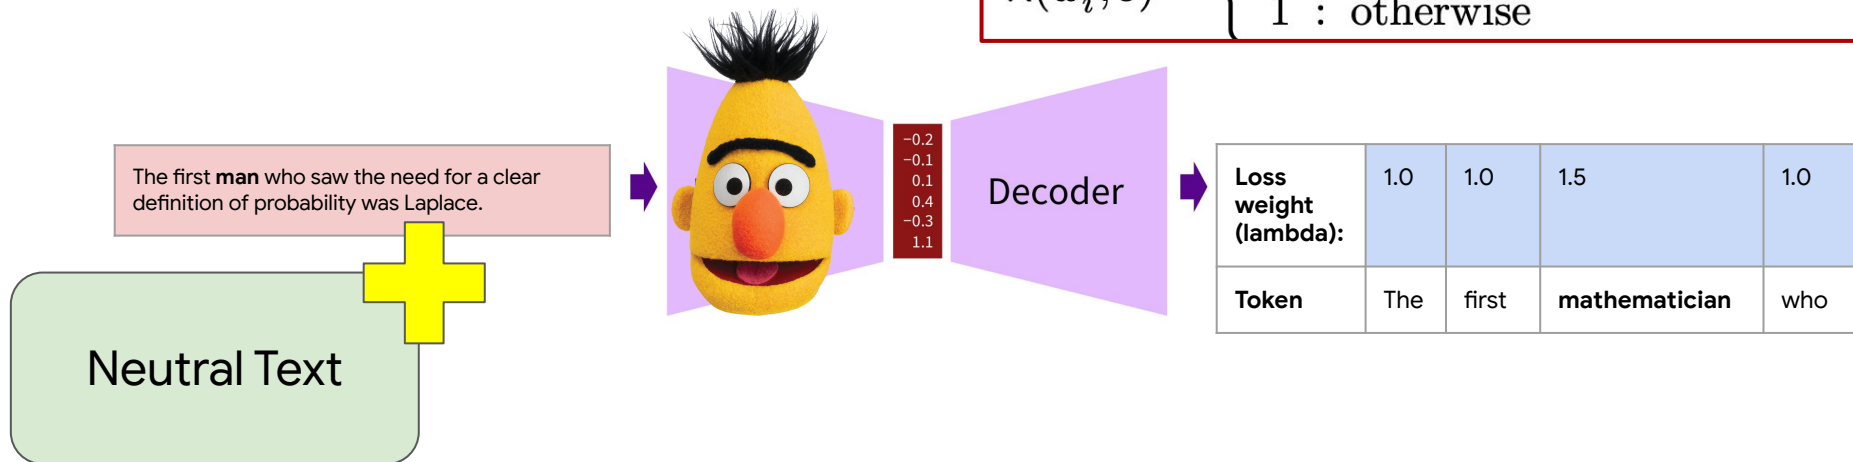 1 : otherwise
The first man who saw the need for a clear
definition of probability was Laplace.
Neutral Text
−0.2
−0.1
0.1
0.4
−0.3
1.1
Decoder
Loss weight (lambda): 1.0 1.0 1.5 1.0
Token The first mathematician who